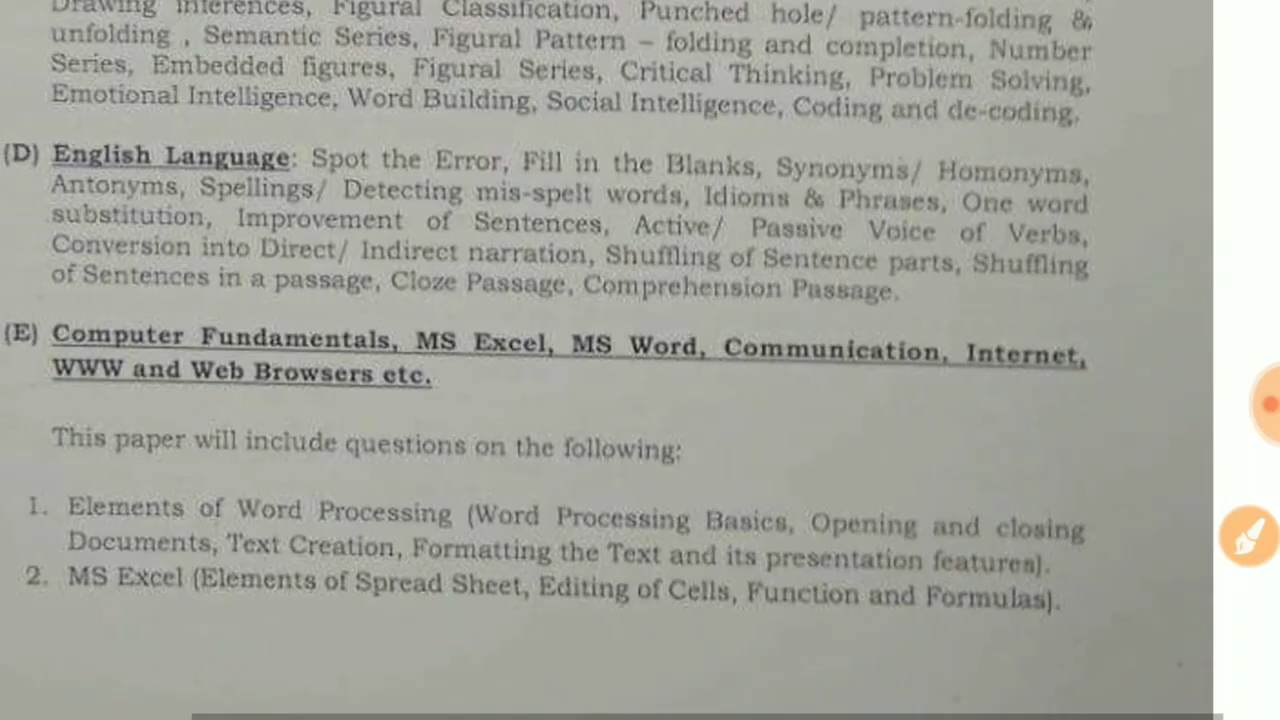 Drawing inferences, Figural Classification, Punched hole/ pattern-folding &
unfolding , Semantic Series, Figural Pattern – folding and completion, Number
Series, Embedded figures, Figural Series, Critical Thinking, Problem Solving,
Emotional Intelligence, Word Building, Social Intelligence, Coding and de-coding.
(D) English Language: Spot the Error, Fill in the Blanks, Synonyms/ Homonyms,
Antonyms, Spellings/ Detecting mis-spelt words, Idioms & Phrases, One word
substitution, Improvement of Sentences, Active/ Passive Voice of Verbs,
Conversion into Direct/ Indirect narration, Shuffling of Sentence parts, Shuffling
of Sentences in a passage, Cloze Passage, Comprehension Passage.
(E) Computer Fundamentals, MS Excel, MS Word, Communication, Internet,
WWW and Web Browsers etc.
This paper will include questions on the following:
1. Elements of Word Processing (Word Processing Basics, Opening and closing
Documents, Text Creation, Formatting the Text and its presentation features).
2. MS Excel (Elements of Spread Sheet, Editing of Cells, Function and Formulas).